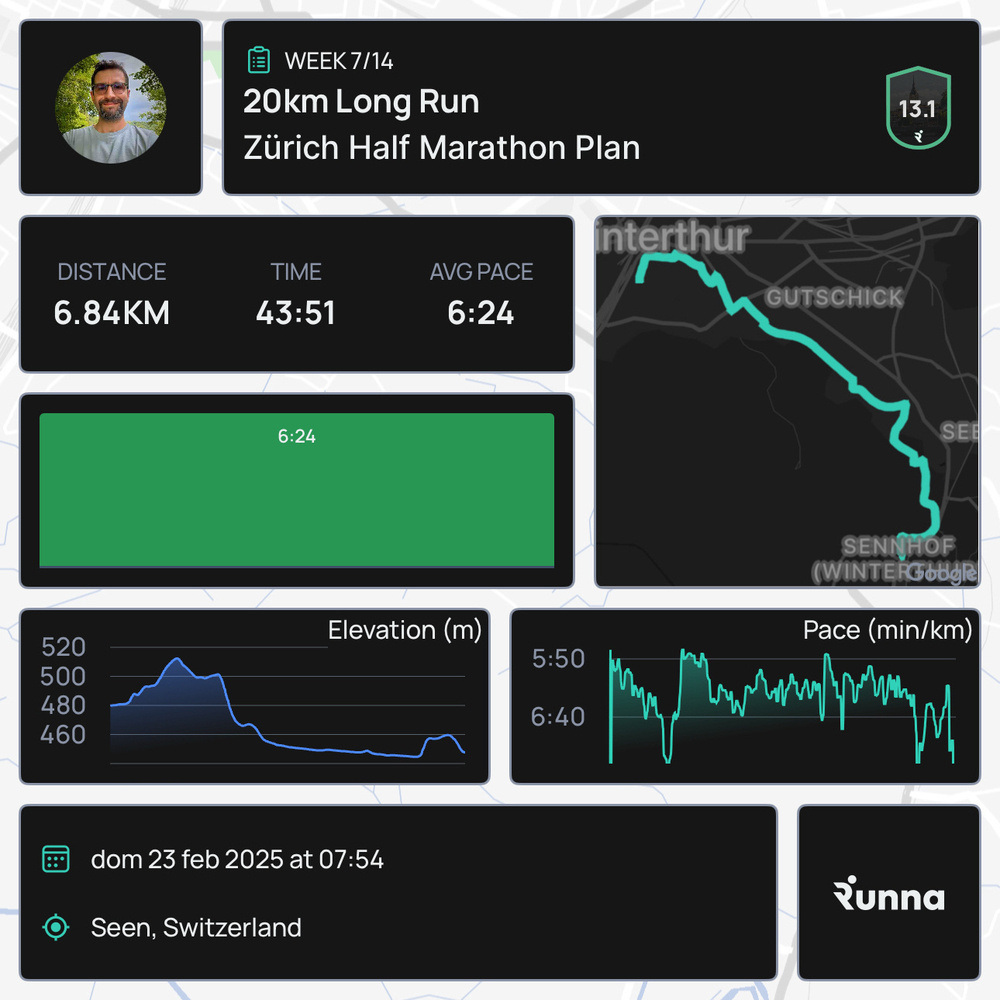 WEEK 7/14
20km Long Run
Zürich Half Marathon Plan
13.1
DISTANCE
6.84KM
TIME
43:51
AVG PACE
6:24
interthur
GUTSCHICK
SEE
SENNHOF
(WINTERTHUR
Google
6:24
Elevation (m)
520
500
480
460
Pace (min/km)
5:50
6:40
dom 23 feb 2025 at 07:54
Seen, Switzerland
Runna